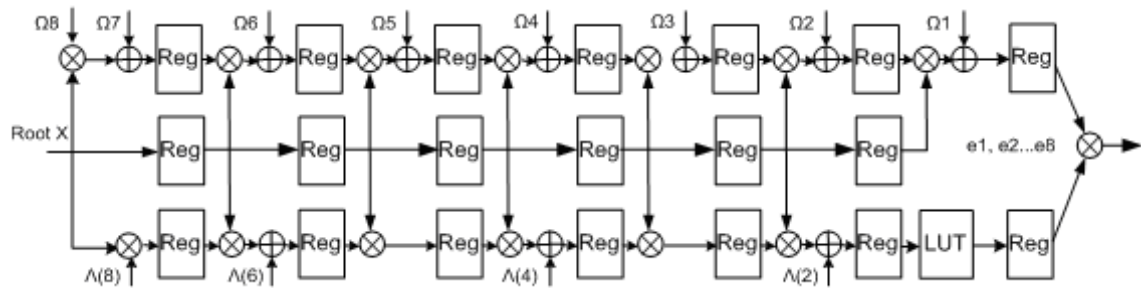 Ω8 Ω7 Ω6 Ω5 Ω4 Ω3 Ω2 Ω1
Reg Reg Reg Reg Reg Reg Reg
Root X
Reg Reg Reg Reg Reg Reg
e1, e2...e8
Reg Reg Reg Reg Reg Reg LUT Reg
Λ(8) Λ(6) Λ(4) Λ(2)